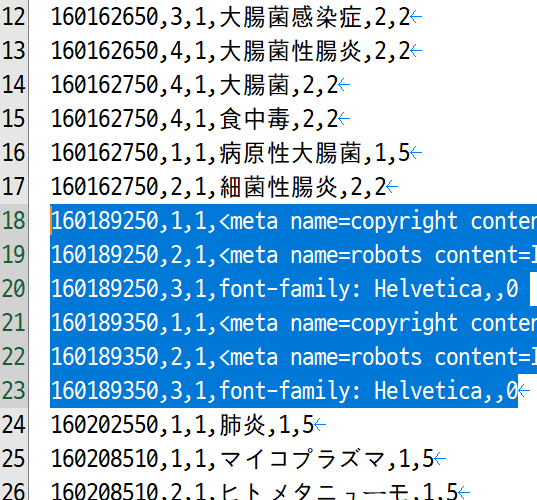 12 160162650,3,1,大腸菌感染症,2,2←
13 160162650,4,1,大腸菌性腸炎,2,2←
14 160162750,4,1,大腸菌,2,2←
15 160162750,4,1,食中毒,2,2←
16 160162750,1,1,病原性大腸菌,1,5←
17 160162750,2,1,細菌性腸炎,2,2←
18 160189250,1,1,<meta name=copyright conten
19 160189250,2,1,<meta name=robots content=
20 160189250,3,1,font-family: Helvetica,,0
21 160189350,1,1,<meta name=copyright conten
22 160189350,2,1,<meta name=robots content=
23 160189350,3,1,font-family: Helvetica,,0←
24 160202550,1,1,肺炎,1,5←
25 160208510,1,1,マイコプラズマ,1,5←
26 160208510,2,1,ヒトメタニューモ,1,5←